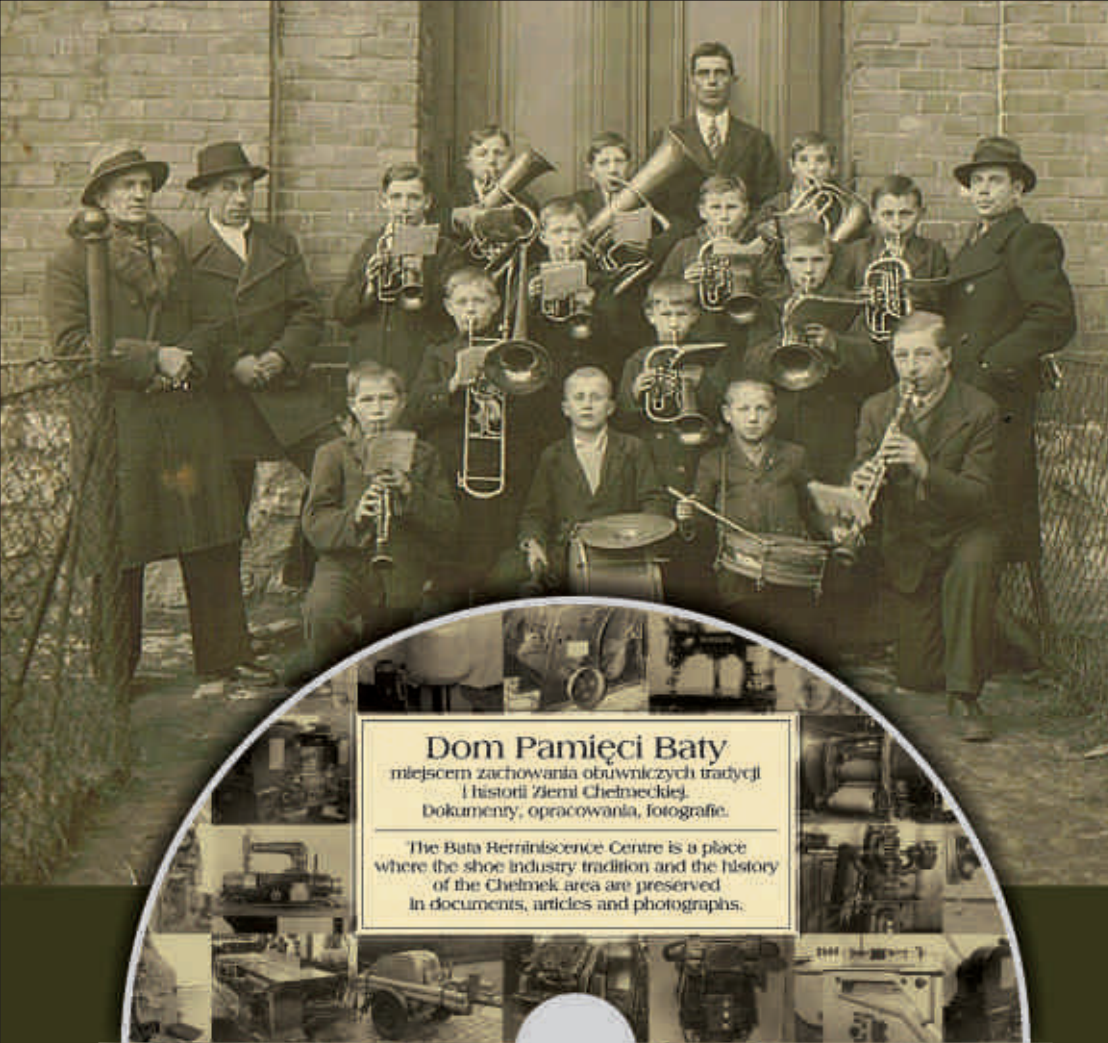 Dom Pamięci Baty
miejscem zachowania obuwniczych tradycji
i historii Ziemi Chełmeckiej.
Dokumenty, opracowania, fotografie.
The Bata Reminiscence Centre is a place
where the shoe industry tradition and the history
of the Chełmek area are preserved
in documents, articles and photographs.